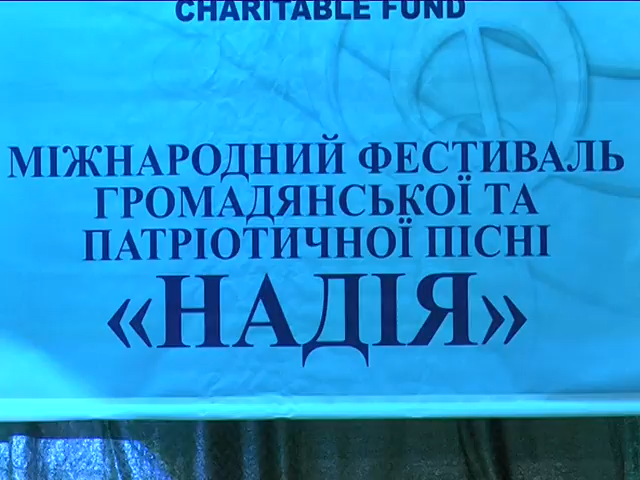 CHARITABLE FUND
МІЖНАРОДНИЙ ФЕСТИВАЛЬ
ГРОМАДЯНСЬКОЇ ТА
ПАТРІОТИЧНОЇ ПІСНІ
«НАДІЯ»